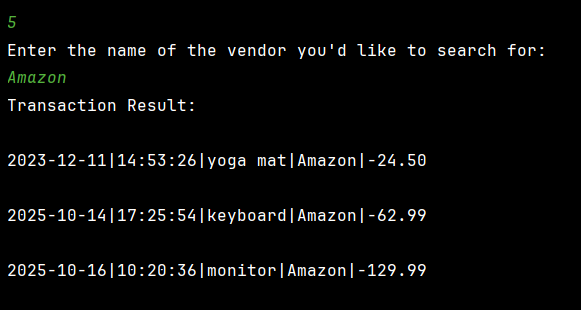 5
Enter the name of the vendor you'd like to search for:
Amazon
Transaction Result:
2023-12-11|14:53:26|yoga mat|Amazon|-24.50
2025-10-14|17:25:54|keyboard|Amazon|-62.99
2025-10-16|10:20:36|monitor|Amazon|-129.99